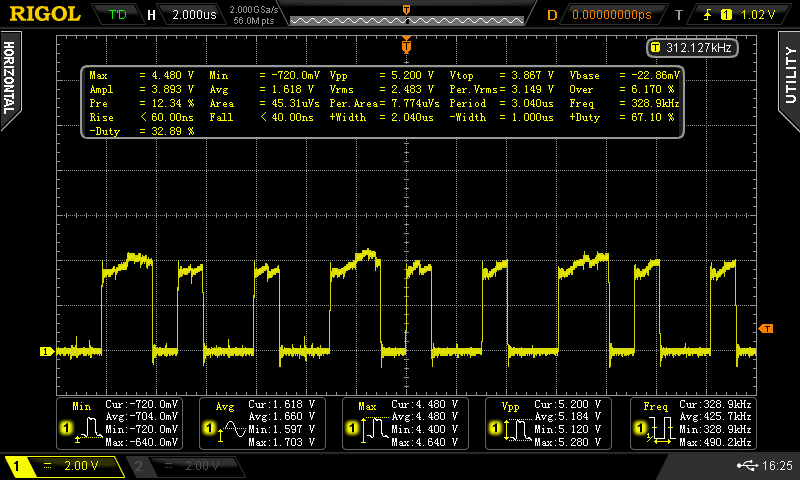 RIGOL T'D H 2.000us 2.000GSa/s 56.0M pts T D 0.00000000ps T 1 1.02 V
HORIZONTAL
UTILITY
T
T 312.127kHz
Max = 4.480 V Min = -720.0mV Vpp = 5.200 V Vtop = 3.867 V Vbase = -22.86mV
Ampl = 3.893 V Avg = 1.618 V Vrms = 2.483 V Per.Vrms= 3.149 V Over = 6.170 %
Pre = 12.34 % Area = 45.31uVs Per.Area= 7.774uVs Period = 3.040us Freq = 328.9kHz
Rise < 60.00ns Fall < 40.00ns +Width = 2.040us -Width = 1.000us +Duty = 67.10 %
-Duty = 32.89 %
T
1
Min Cur:-720.0mV Avg Cur:1.618 V Max Cur:4.480 V Vpp Cur:5.200 V Freq Cur:328.9kHz
Avg:-704.0mV Avg:1.660 V Avg:4.480 V Avg:5.184 V Avg:425.7kHz
1 Min:-720.0mV 1 Min:1.597 V 1 Min:4.400 V 1 Min:5.120 V 1 Min:328.9kHz
Max:-640.0mV Max:1.703 V Max:4.640 V Max:5.280 V Max:490.2kHz
1 2.00 V 2 2.00 V 16:25